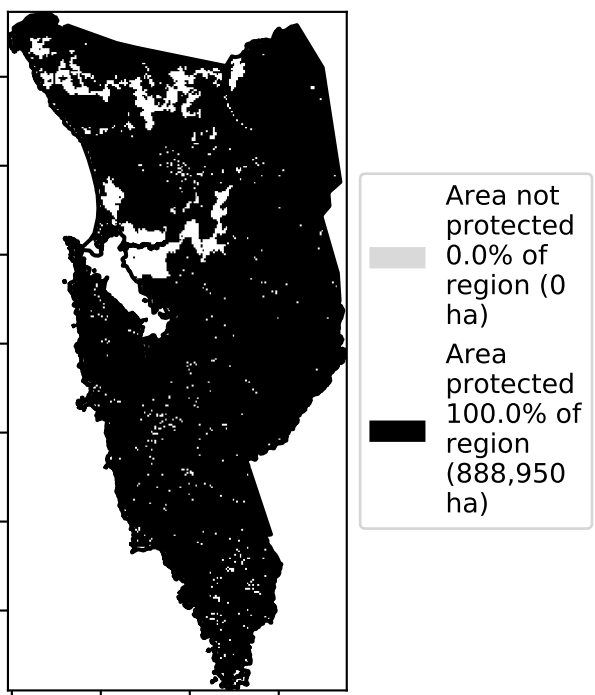 Area not
protected
0.0% of
region (0
ha)
Area
protected
100.0% of
region
(888,950
ha)